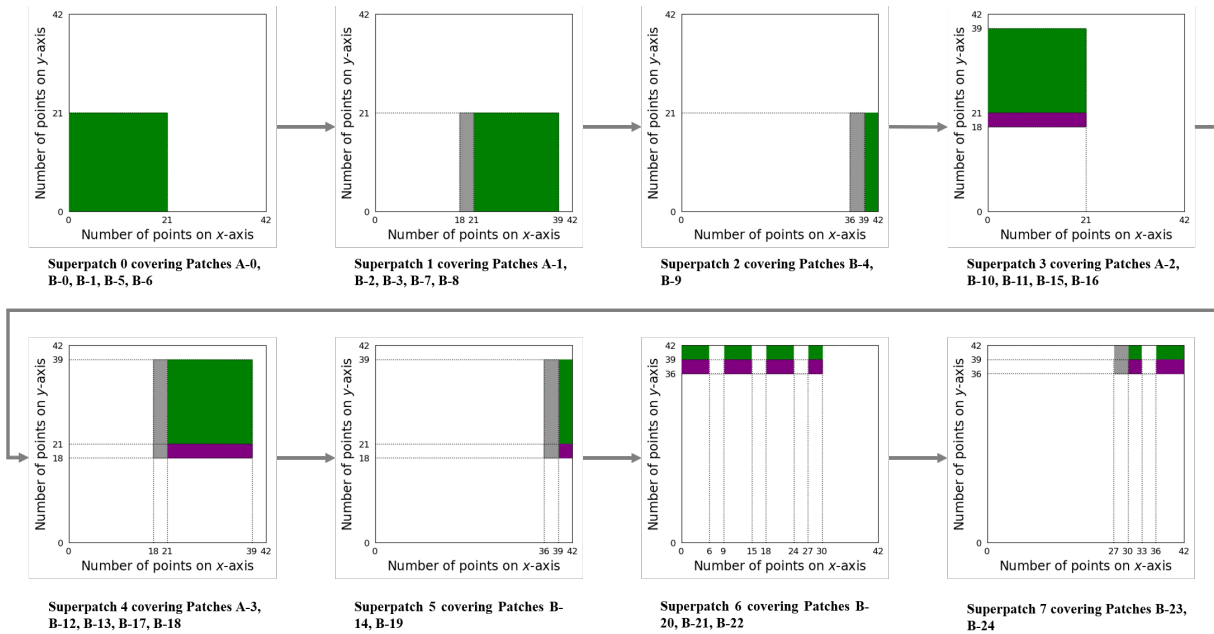 42
21
0
Number of points on y-axis
0
21
42
Number of points on x-axis
Superpatch 0 covering Patches A-0,
B-0, B-1, B-5, B-6
42
21
0
Number of points on y-axis
0
18
21
39
42
Number of points on x-axis
Superpatch 1 covering Patches A-1,
B-2, B-3, B-7, B-8
42
21
0
Number of points on y-axis
0
36
39
42
Number of points on x-axis
Superpatch 2 covering Patches B-4,
B-9
42
39
21
18
0
Number of points on y-axis
0
21
42
Number of points on x-axis
Superpatch 3 covering Patches A-2,
B-10, B-11, B-15, B-16
42
39
21
18
0
Number of points on y-axis
0
18
21
39
42
Number of points on x-axis
Superpatch 4 covering Patches A-3,
B-12, B-13, B-17, B-18
42
39
21
18
0
Number of points on y-axis
0
36
39
42
Number of points on x-axis
Superpatch 5 covering Patches B-
14, B-19
42
39
36
0
Number of points on y-axis
0
6
9
15
18
24
27
30
42
Number of points on x-axis
Superpatch 6 covering Patches B-
20, B-21, B-22
42
39
36
0
Number of points on y-axis
0
27
30
33
36
42
Number of points on x-axis
Superpatch 7 covering Patches B-23,
B-24